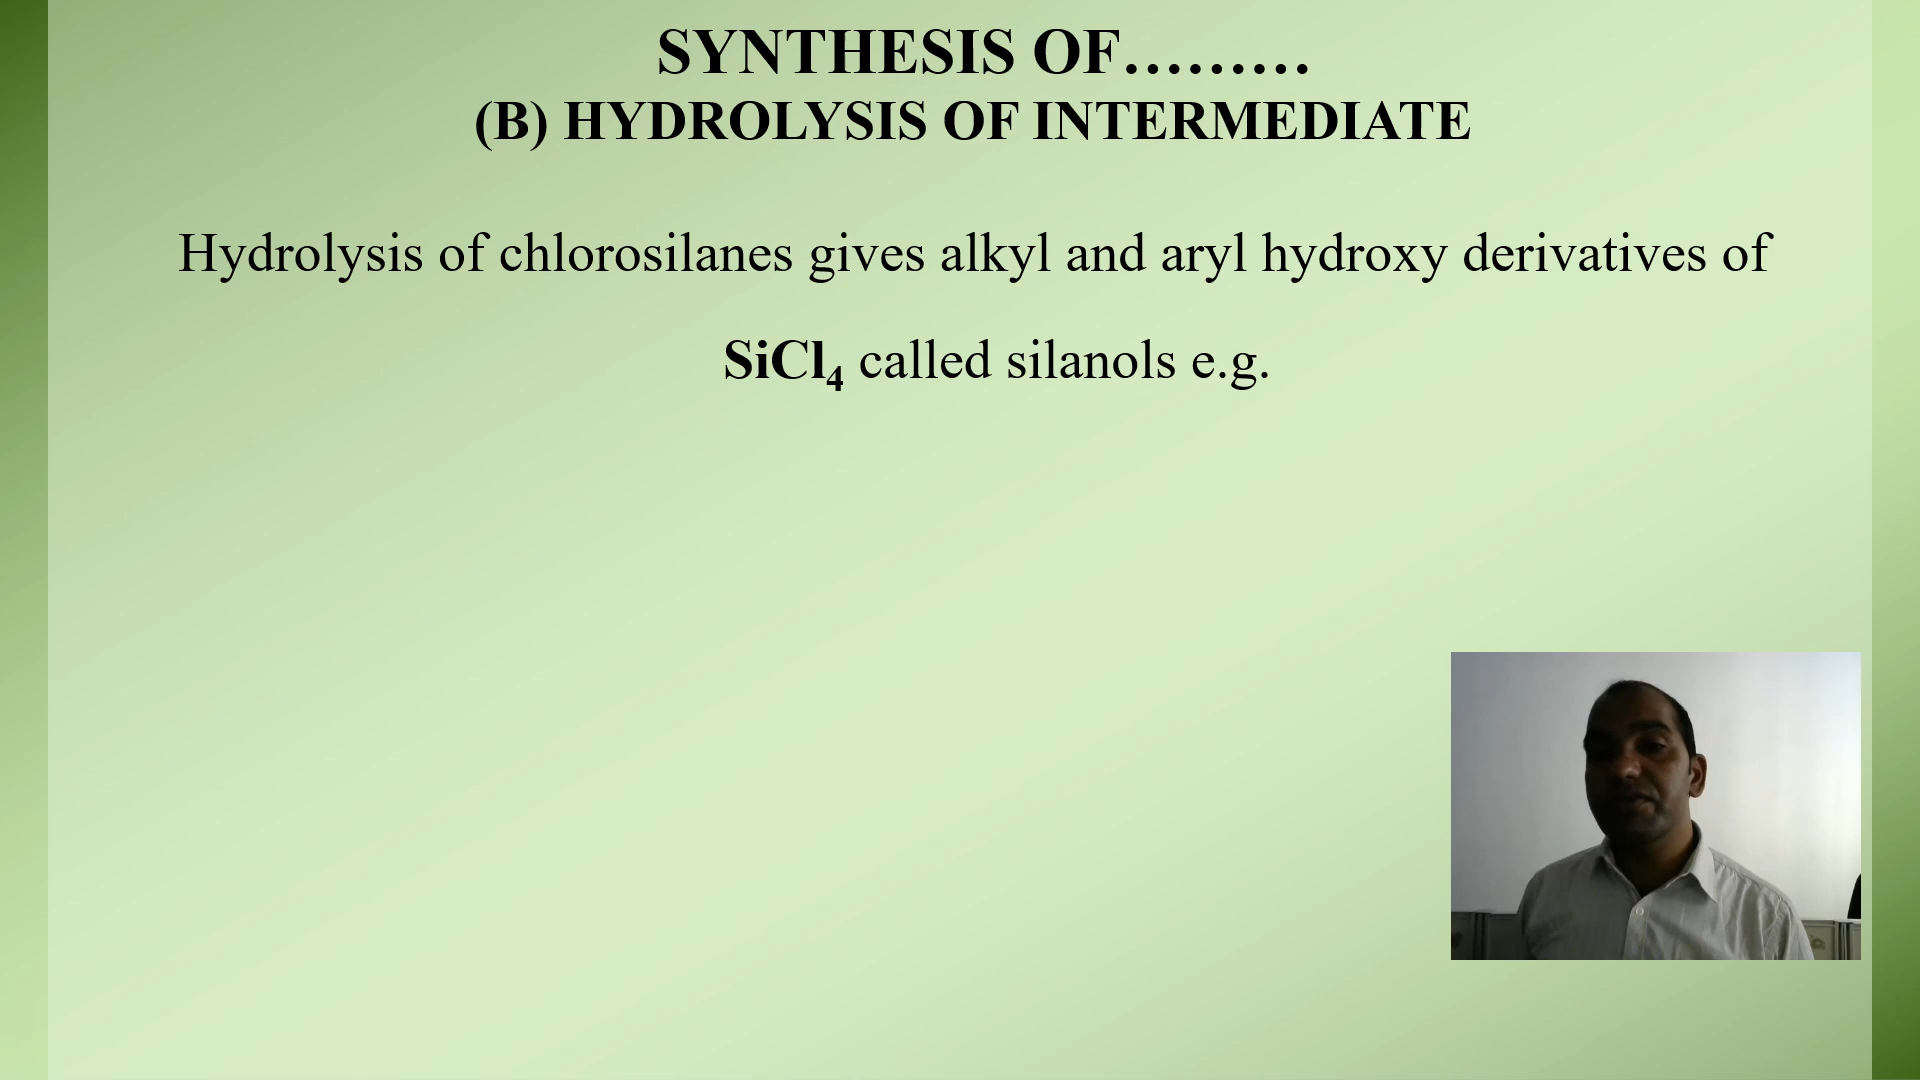 SYNTHESIS OF………
(B) HYDROLYSIS OF INTERMEDIATE
Hydrolysis of chlorosilanes gives alkyl and aryl hydroxy derivatives of
SiCl₄ called silanols e.g.